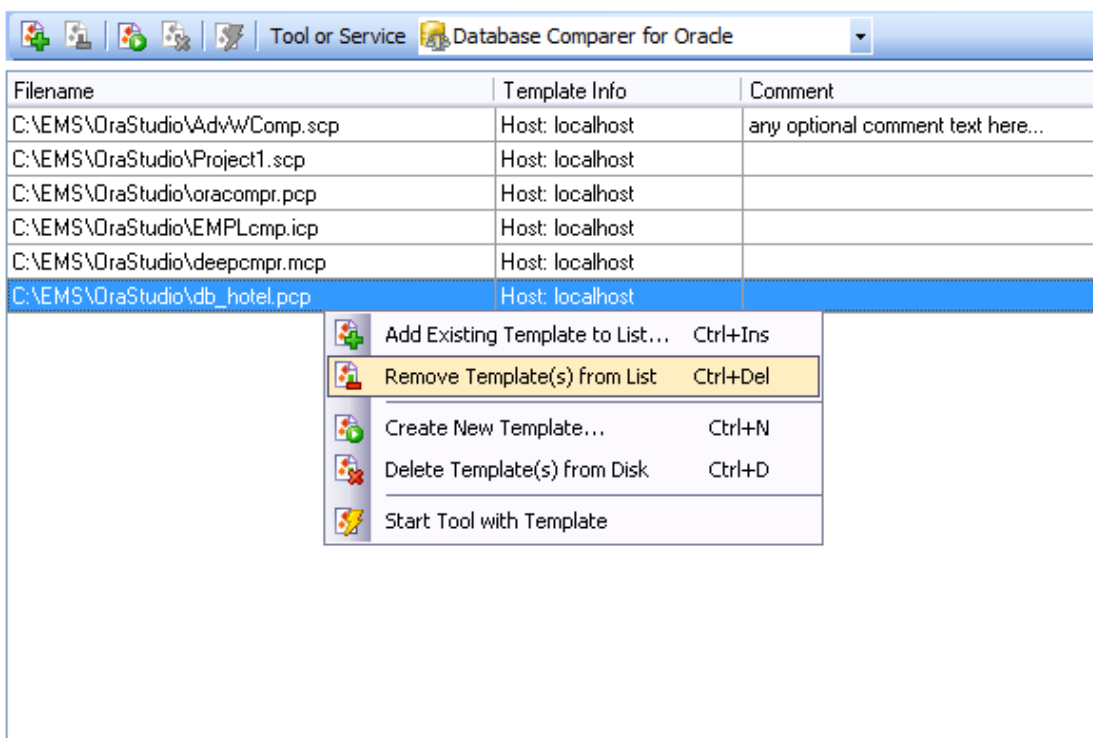 Tool or Service Database Comparer for Oracle
Filename Template Info Comment
C:\EMS\OraStudio\AdvWComp.scp Host: localhost any optional comment text here...
C:\EMS\OraStudio\Project1.scp Host: localhost
C:\EMS\OraStudio\oracompr.pcp Host: localhost
C:\EMS\OraStudio\EMPLcmp.icp Host: localhost
C:\EMS\OraStudio\deepcmpr.mcp Host: localhost
C:\EMS\OraStudio\db_hotel.pcp Host: localhost
Add Existing Template to List... Ctrl+Ins
Remove Template(s) from List Ctrl+Del
Create New Template... Ctrl+N
Delete Template(s) from Disk Ctrl+D
Start Tool with Template